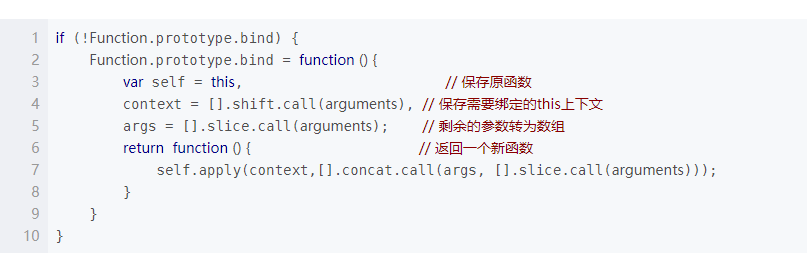 1 if (!Function.prototype.bind) {
2     Function.prototype.bind = function () {
3         var self = this,                        // 保存原函数
4         context = [].shift.call(arguments), // 保存需要绑定的this上下文
5         args = [].slice.call(arguments);    // 剩余的参数转为数组
6         return function () {                    // 返回一个新函数
7             self.apply(context,[].concat.call(args, [].slice.call(arguments)));
8         }
9     }
10 }